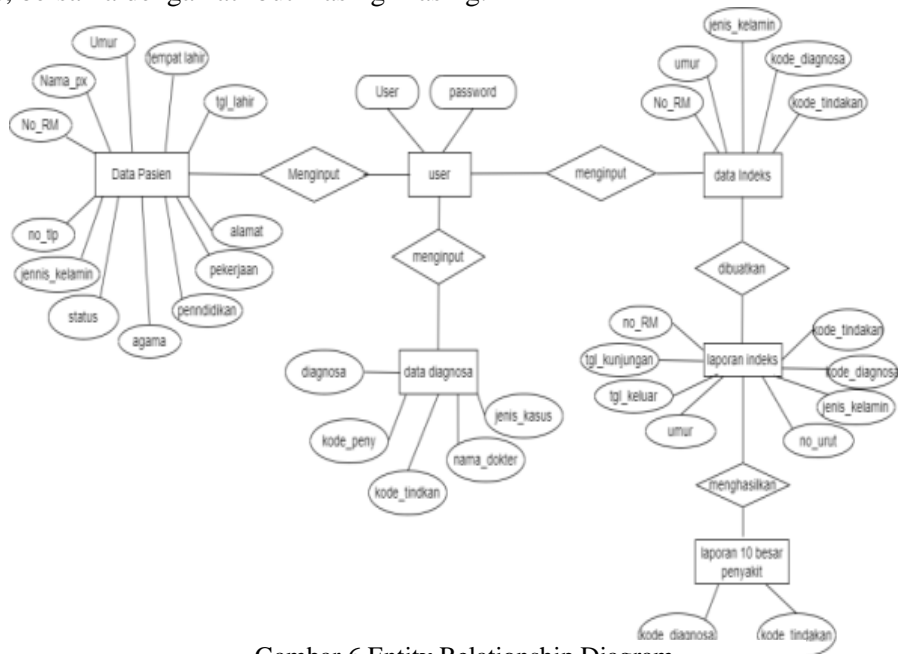 Umur
tempat lahir
Nama_px
tgl_lahir
No_RM
Data Pasien
no_tlp
jennis_kelamin
status
agama
penndidikan
pekerjaan
alamat
Menginput
User
password
user
menginput
diagnosa
data diagnosa
kode_peny
kode_tindkan
nama_dokter
jenis_kasus
menginput
jenis_kelamin
umur
kode_diagnosa
No_RM
kode_tindakan
data Indeks
dibuatkan
no_RM
kode_tindakan
tgl_kunjungan
laporan indeks
kode_diagnosa
tgl_keluar
jenis_kelamin
umur
no_urut
menghasilkan
laporan 10 besar
penyakit
kode_diagnosa
kode_tindakan
Gambar 6 Entity Relationship Diagram